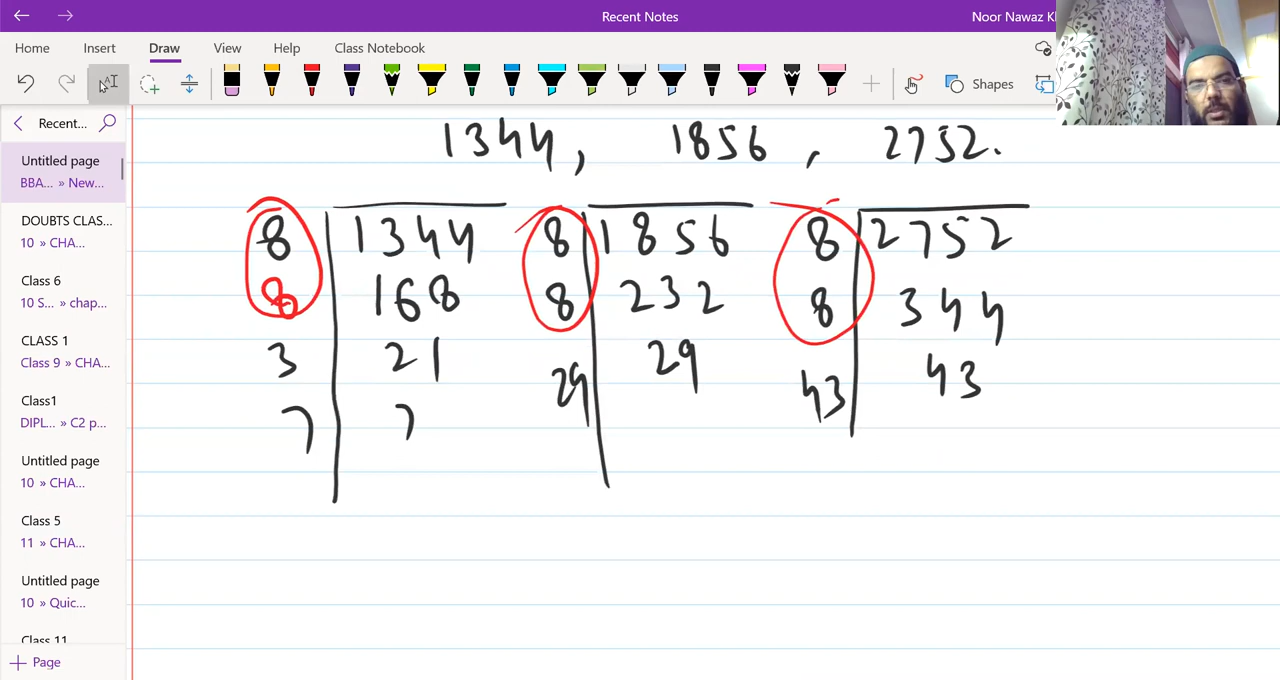 Recent Notes
Noor Nawaz Kh
Home Insert Draw View Help Class Notebook
Shapes
Recent...
Untitled page
BBA... » New...
DOUBTS CLAS...
10 » CHA...
Class 6
10 S... » chap...
CLASS 1
Class 9 » CHA...
Class1
DIPL... » C2 p...
Untitled page
10 » CHA...
Class 5
11 » CHA...
Untitled page
10 » Quic...
Class 11
Page
1344, 1856, 2752.
8 1344 8 1856 8 2752
8 168 8 232 8 344
3 21 29 29 43 43
7 7